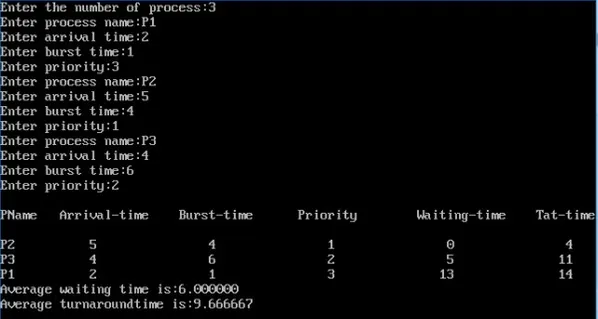 Enter the number of process:3
Enter process name:P1
Enter arrival time:2
Enter burst time:1
Enter priority:3
Enter process name:P2
Enter arrival time:5
Enter burst time:4
Enter priority:1
Enter process name:P3
Enter arrival time:4
Enter burst time:6
Enter priority:2
PName Arrival-time Burst-time Priority Waiting-time Tat-time
P2 5 4 1 0 4
P3 4 6 2 5 11
P1 2 1 3 13 14
Average waiting time is:6.000000
Average turnaroundtime is:9.666667